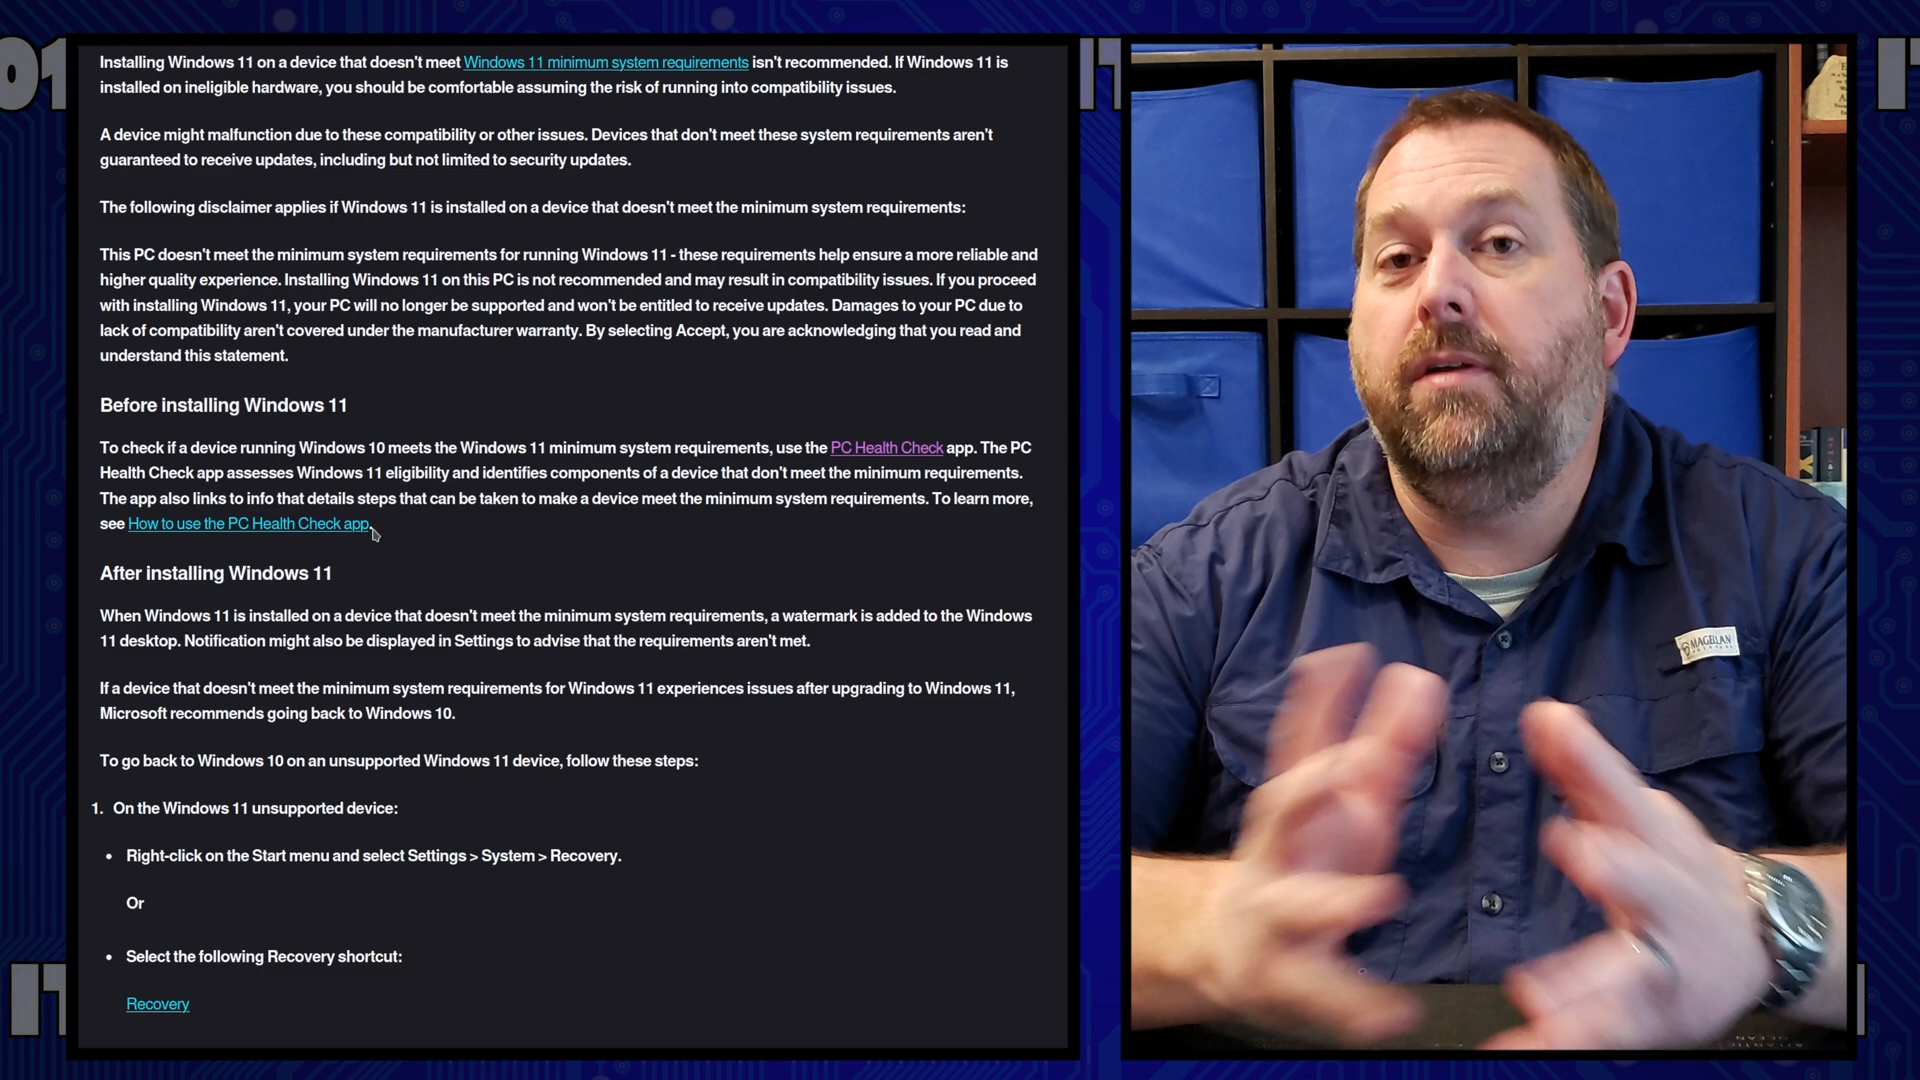 Installing Windows 11 on a device that doesn't meet Windows 11 minimum system requirements isn't recommended. If Windows 11 is
installed on ineligible hardware, you should be comfortable assuming the risk of running into compatibility issues.
A device might malfunction due to these compatibility or other issues. Devices that don't meet these system requirements aren't
guaranteed to receive updates, including but not limited to security updates.
The following disclaimer applies if Windows 11 is installed on a device that doesn't meet the minimum system requirements:
This PC doesn't meet the minimum system requirements for running Windows 11 - these requirements help ensure a more reliable and
higher quality experience. Installing Windows 11 on this PC is not recommended and may result in compatibility issues. If you proceed
with installing Windows 11, your PC will no longer be supported and won't be entitled to receive updates. Damages to your PC due to
lack of compatibility aren't covered under the manufacturer warranty. By selecting Accept, you are acknowledging that you read and
understand this statement.
Before installing Windows 11
To check if a device running Windows 10 meets the Windows 11 minimum system requirements, use the PC Health Check app. The PC
Health Check app assesses Windows 11 eligibility and identifies components of a device that don't meet the minimum requirements.
The app also links to info that details steps that can be taken to make a device meet the minimum system requirements. To learn more,
see How to use the PC Health Check app.
After installing Windows 11
When Windows 11 is installed on a device that doesn't meet the minimum system requirements, a watermark is added to the Windows
11 desktop. Notification might also be displayed in Settings to advise that the requirements aren't met.
If a device that doesn't meet the minimum system requirements for Windows 11 experiences issues after upgrading to Windows 11,
Microsoft recommends going back to Windows 10.
To go back to Windows 10 on an unsupported Windows 11 device, follow these steps:
1. On the Windows 11 unsupported device:
• Right-click on the Start menu and select Settings > System > Recovery.
Or
• Select the following Recovery shortcut:
Recovery
MAGELLAN